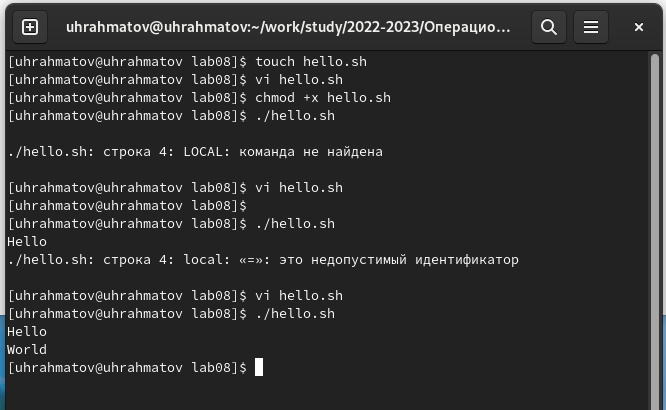 uhrahmatov@uhrahmatov:~/work/study/2022-2023/Операцио...
[uhrahmatov@uhrahmatov lab08]$ touch hello.sh
[uhrahmatov@uhrahmatov lab08]$ vi hello.sh
[uhrahmatov@uhrahmatov lab08]$ chmod +x hello.sh
[uhrahmatov@uhrahmatov lab08]$ ./hello.sh
./hello.sh: строка 4: LOCAL: команда не найдена
[uhrahmatov@uhrahmatov lab08]$ vi hello.sh
[uhrahmatov@uhrahmatov lab08]$
[uhrahmatov@uhrahmatov lab08]$ ./hello.sh
Hello
./hello.sh: строка 4: local: «=»: это недопустимый идентификатор
[uhrahmatov@uhrahmatov lab08]$ vi hello.sh
[uhrahmatov@uhrahmatov lab08]$ ./hello.sh
Hello
World
[uhrahmatov@uhrahmatov lab08]$